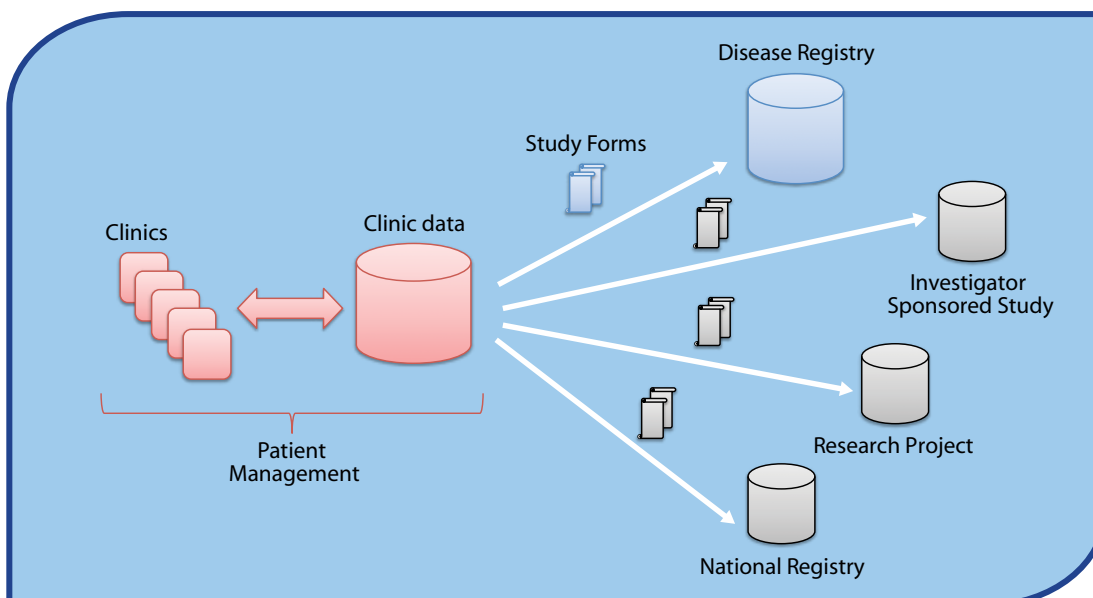 Disease Registry
Study Forms
Clinics
Clinic data
Investigator
Sponsored Study
Patient
Management
Research Project
National Registry